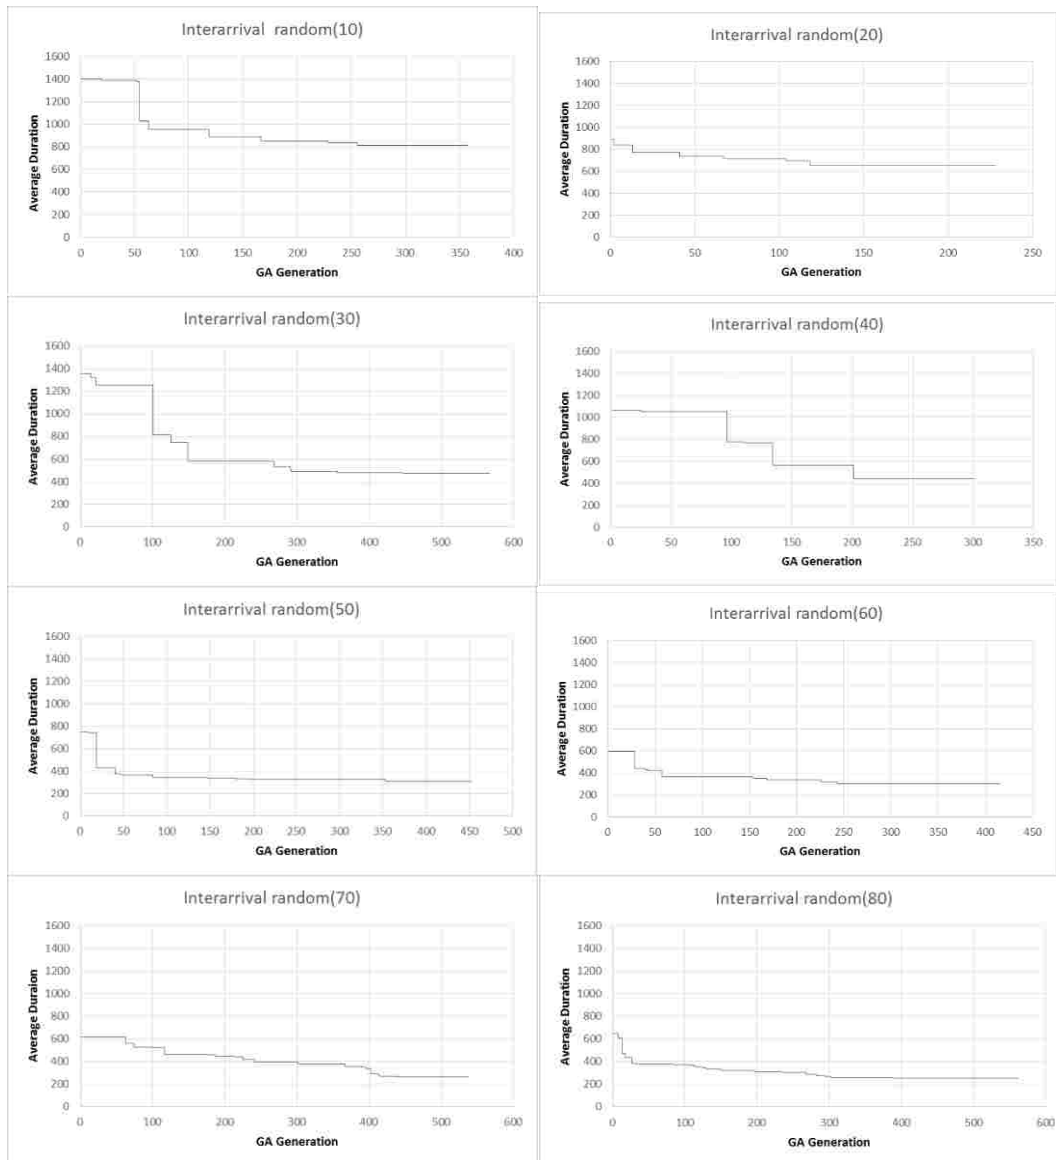 Interarrival random(10)
1600
1400
1200
1000
800
600
400
200
0
Average Duration
0 50 100 150 200 250 300 350 400
GA Generation
Interarrival random(20)
1600
1400
1200
1000
800
600
400
200
0
Average Duration
0 50 100 150 200 250
GA Generation
Interarrival random(30)
1600
1400
1200
1000
800
600
400
200
0
Average Duration
0 100 200 300 400 500 600
GA Generation
Interarrival random(40)
1600
1400
1200
1000
800
600
400
200
0
Average Duration
0 50 100 150 200 250 300 350
GA Generation
Interarrival random(50)
1600
1400
1200
1000
800
600
400
200
0
Average Duration
0 50 100 150 200 250 300 350 400 450 500
GA Generation
Interarrival random(60)
1600
1400
1200
1000
800
600
400
200
0
Average Duration
0 50 100 150 200 250 300 350 400 450
GA Generation
Interarrival random(70)
1600
1400
1200
1000
800
600
400
200
0
Average Duraion
0 100 200 300 400 500 600
GA Generation
Interarrival random(80)
1600
1400
1200
1000
800
600
400
200
0
Average Duration
0 100 200 300 400 500 600
GA Generation